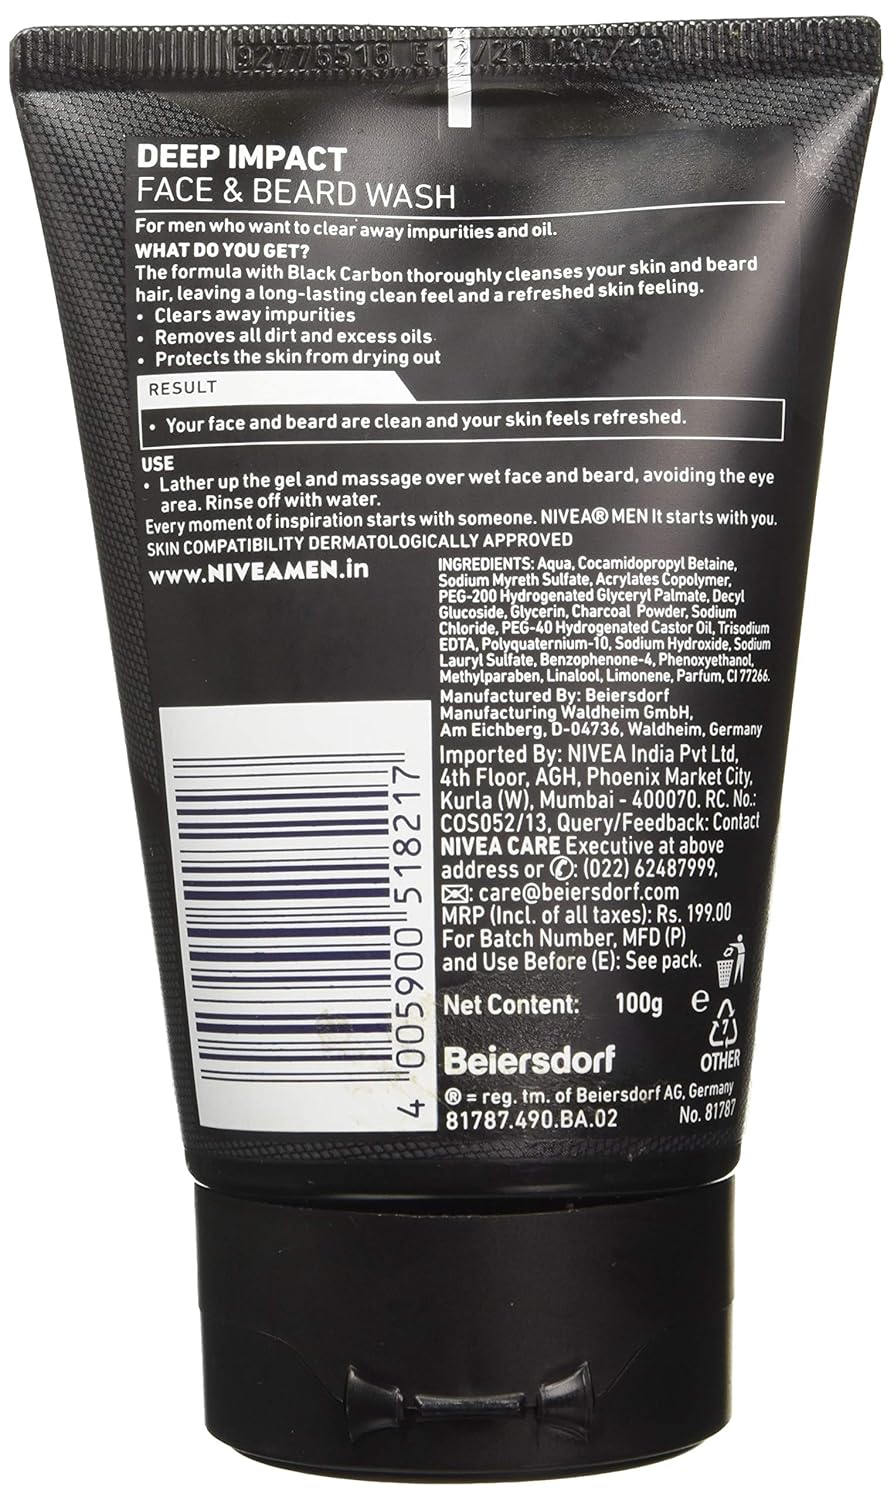 92776516 E12/21 P07/19
DEEP IMPACT
FACE & BEARD WASH
For men who want to clear away impurities and oil.
WHAT DO YOU GET?
The formula with Black Carbon thoroughly cleanses your skin and beard
hair, leaving a long-lasting clean feel and a refreshed skin feeling.
• Clears away impurities
• Removes all dirt and excess oils
• Protects the skin from drying out
RESULT
• Your face and beard are clean and your skin feels refreshed.
USE
• Lather up the gel and massage over wet face and beard, avoiding the eye
area. Rinse off with water.
Every moment of inspiration starts with someone. NIVEA® MEN It starts with you.
SKIN COMPATIBILITY DERMATOLOGICALLY APPROVED
www.NIVEAMEN.in
INGREDIENTS: Aqua, Cocamidopropyl Betaine,
Sodium Myreth Sulfate, Acrylates Copolymer,
PEG-200 Hydrogenated Glyceryl Palmate, Decyl
Glucoside, Glycerin, Charcoal Powder, Sodium
Chloride, PEG-40 Hydrogenated Castor Oil, Trisodium
EDTA, Polyquaternium-10, Sodium Hydroxide, Sodium
Lauryl Sulfate, Benzophenone-4, Phenoxyethanol,
Methylparaben, Linalool, Limonene, Parfum, CI 77266.
Manufactured By: Beiersdorf
Manufacturing Waldheim GmbH,
Am Eichberg, D-04736, Waldheim, Germany
Imported By: NIVEA India Pvt Ltd,
4th Floor, AGH, Phoenix Market City,
Kurla (W), Mumbai - 400070. RC. No.:
COS052/13, Query/Feedback: Contact
NIVEA CARE Executive at above
address or ✆: (022) 62487999,
✉: care@beiersdorf.com
MRP (Incl. of all taxes): Rs. 199.00
For Batch Number, MFD (P)
and Use Before (E): See pack.
Net Content: 100g ℮
7
OTHER
Beiersdorf
® = reg. tm. of Beiersdorf AG, Germany
81787.490.BA.02 No. 81787
4 005900 518217